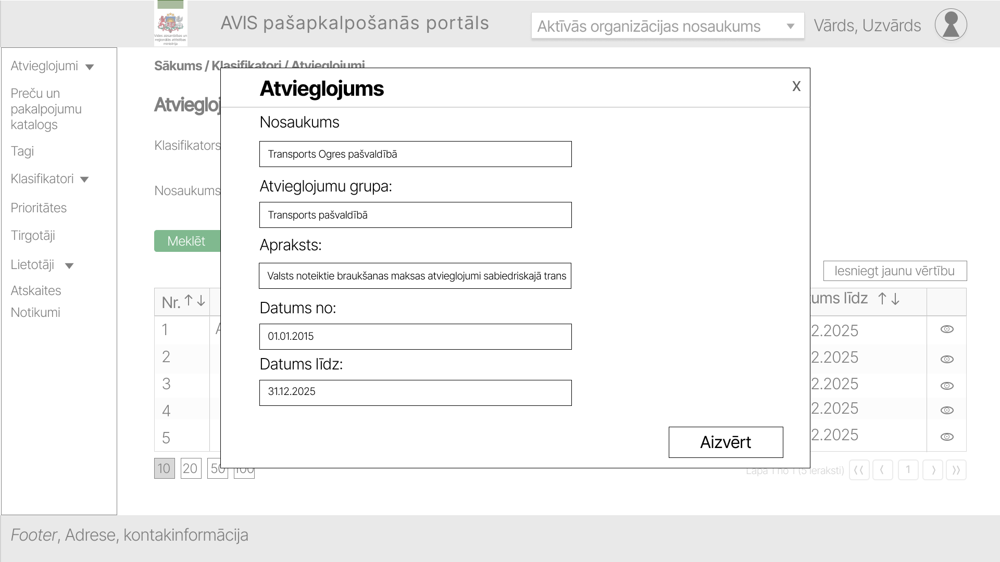 Vides aizsardzības un
reģionālās attīstības
ministrija
AVIS pašapkalpošanās portāls
Aktīvās organizācijas nosaukums
Vārds, Uzvārds
Atvieglojumi
Preču un
pakalpojumu
katalogs
Tagi
Klasifikatori
Prioritātes
Tirgotāji
Lietotāji
Atskaites
Notikumi
Sākums / Klasifikatori / Atvieglojumi
Klasifikators
Nosaukums
Meklēt
Iesniegt jaunu vērtību
Atvieglojums
X
Nosaukums
Transports Ogres pašvaldībā
Atvieglojumu grupa:
Transports pašvaldībā
Apraksts:
Valsts noteiktie braukšanas maksas atvieglojumi sabiedriskajā trans
Datums no:
01.01.2015
Datums līdz:
31.12.2025
Aizvērt
Nr. ↑↓
līdz ↑↓
1 2.2025
2 2.2025
3 2.2025
4 2.2025
5 2.2025
10 20 50 100
Lapa 1 no 1 (5 ieraksti)
⟨⟨ ⟨ 1 ⟩ ⟩⟩
Footer, Adrese, kontakinformācija